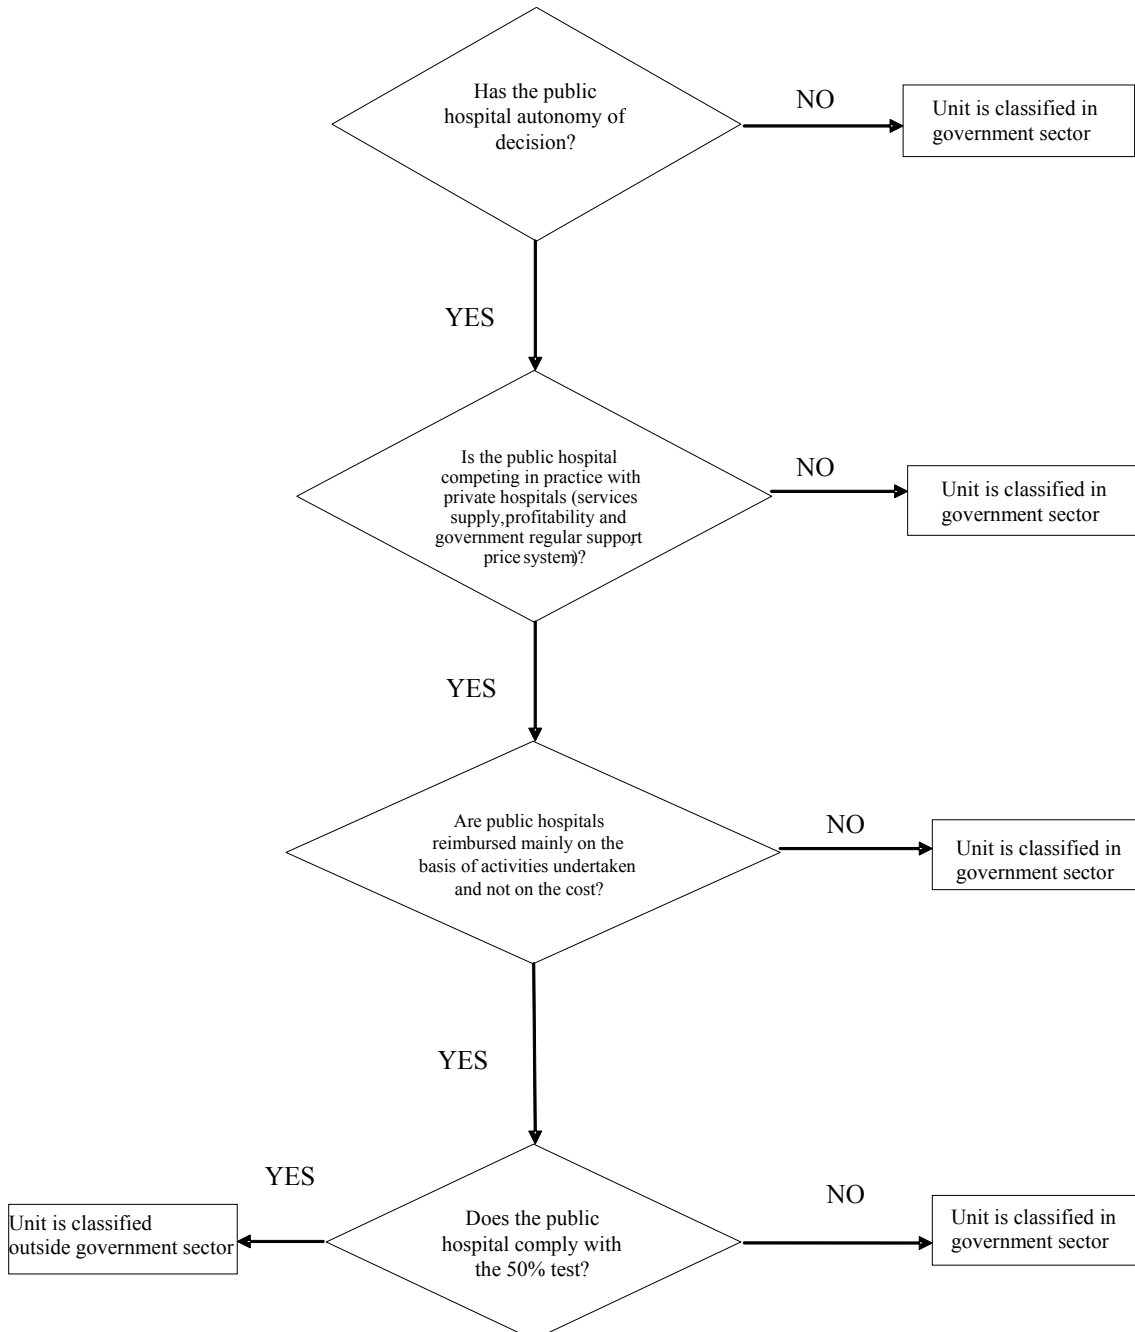 Has the public
hospital autonomy of
decision?
NO
Unit is classified in
government sector
YES
Is the public hospital
competing in practice with
private hospitals (services
supply,profitability and
government regular support,
price system)?
NO
Unit is classified in
government sector
YES
Are public hospitals
reimbursed mainly on the
basis of activities undertaken
and not on the cost?
NO
Unit is classified in
government sector
YES
Does the public
hospital comply with
the 50% test?
YES
Unit is classified
outside government sector
NO
Unit is classified in
government sector